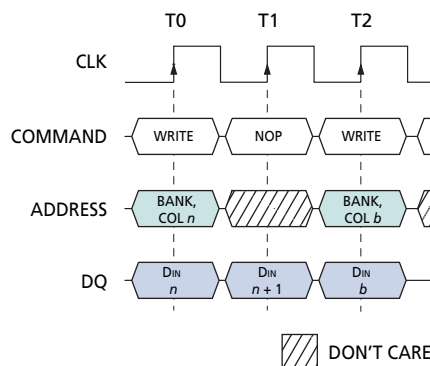 T0 T1 T2
CLK
COMMAND WRITE NOP WRITE
ADDRESS BANK, COL n BANK, COL b
DQ DIN n DIN n + 1 DIN b
DON'T CARE